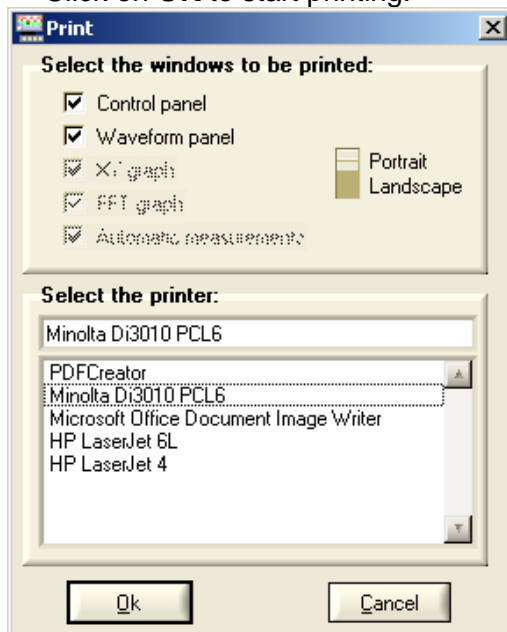 Click on OK to start printing.
Print
Select the windows to be printed:
Control panel
Waveform panel
XY graph
FFT graph
Automatic measurements
Portrait
Landscape
Select the printer:
Minolta Di3010 PCL6
PDFCreator
Minolta Di3010 PCL6
Microsoft Office Document Image Writer
HP LaserJet 6L
HP LaserJet 4
Ok
Cancel